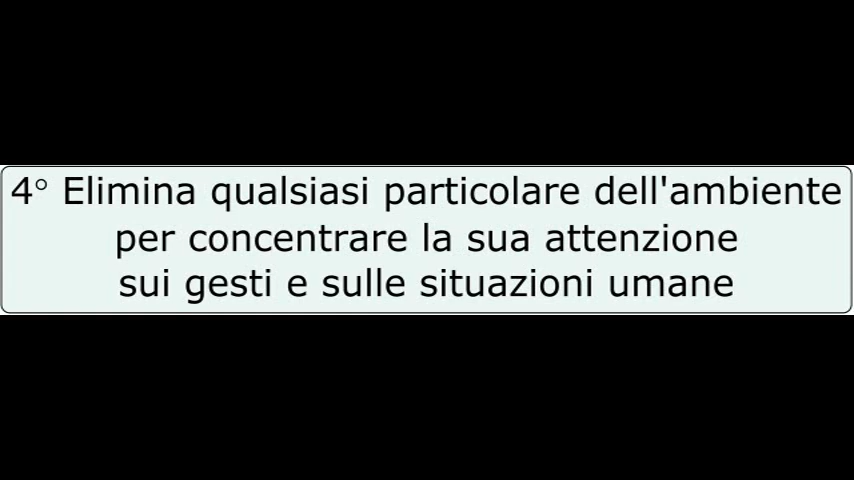 4° Elimina qualsiasi particolare dell'ambiente
per concentrare la sua attenzione
sui gesti e sulle situazioni umane